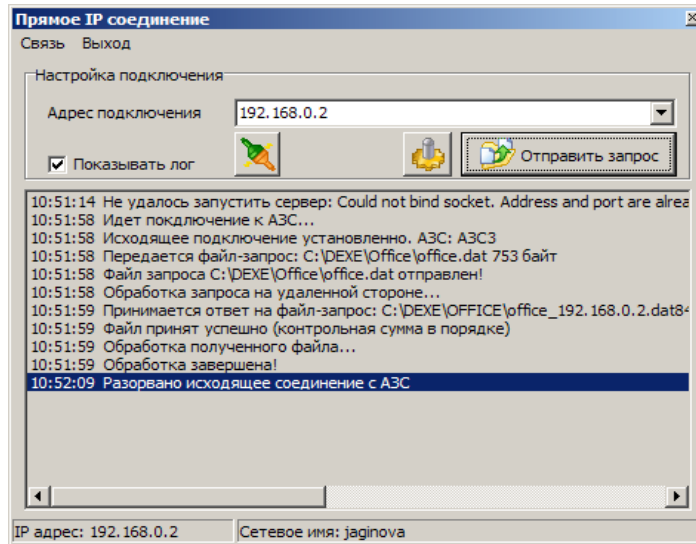 Прямое IP соединение
Связь Выход
Настройка подключения
Адрес подключения 192.168.0.2
Показывать лог Отправить запрос
10:51:14 Не удалось запустить сервер: Could not bind socket. Address and port are alrea
10:51:58 Идет покдлючение к АЗС...
10:51:58 Исходящее подключение установленно. АЗС: АЗС3
10:51:58 Передается файл-запрос: C:\DEXE\Office\office.dat 753 байт
10:51:58 Файл запроса C:\DEXE\Office\office.dat отправлен!
10:51:58 Обработка запроса на удаленной стороне...
10:51:59 Принимается ответ на файл-запрос: C:\DEXE\OFFICE\office_192.168.0.2.dat84
10:51:59 Файл принят успешно (контрольная сумма в порядке)
10:51:59 Обработка полученного файла...
10:51:59 Обработка завершена!
10:52:09 Разорвано исходящее соединение с АЗС
IP адрес: 192.168.0.2 Сетевое имя: jaginova